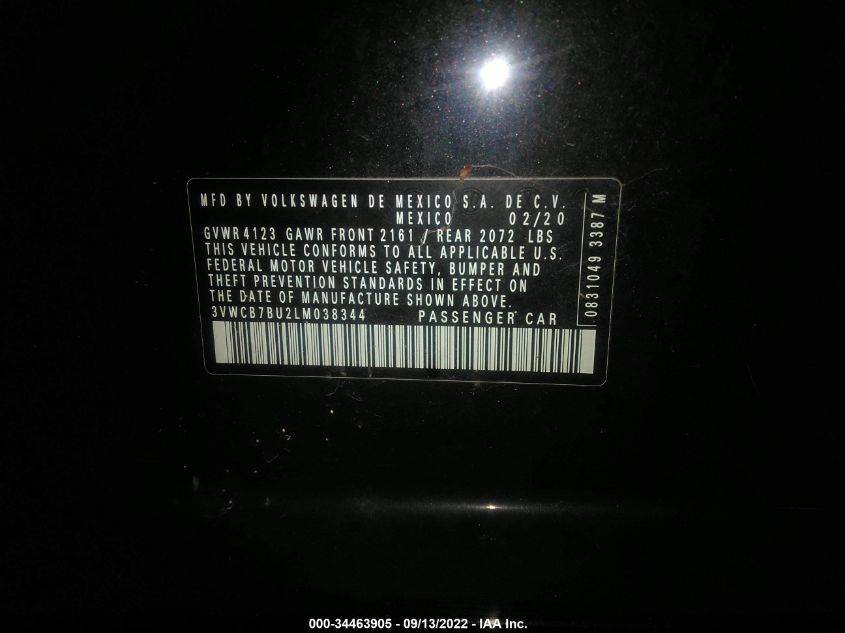 MFD BY VOLKSWAGEN DE MEXICO S.A. DE C.V.
MEXICO 02/20
GVWR 4123 GAWR FRONT 2161 / REAR 2072 LBS
THIS VEHICLE CONFORMS TO ALL APPLICABLE U.S.
FEDERAL MOTOR VEHICLE SAFETY, BUMPER AND
THEFT PREVENTION STANDARDS IN EFFECT ON
THE DATE OF MANUFACTURE SHOWN ABOVE.
3VWCB7BU2LM038344 PASSENGER CAR
0831049 3387 M
000-34463905 - 09/13/2022 - IAA Inc.